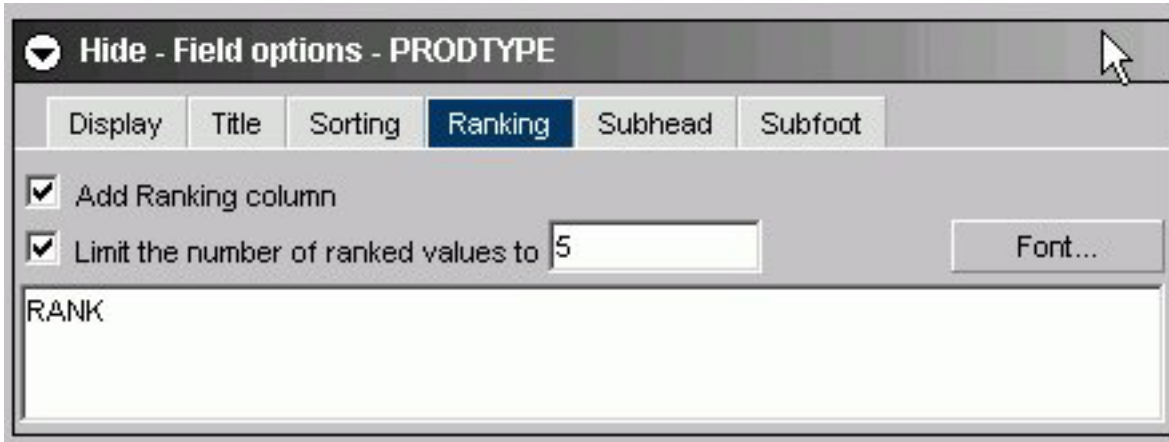 Hide - Field options - PRODTYPE
Display Title Sorting Ranking Subhead Subfoot
Add Ranking column
Limit the number of ranked values to 5 Font...
RANK